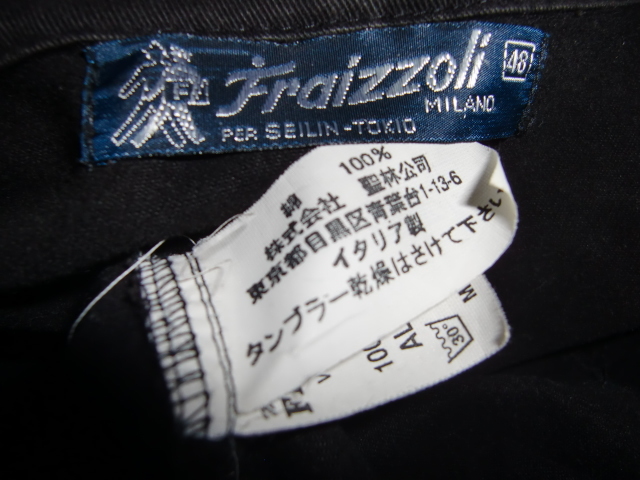 Fraizzoli 48
MILANO
PER SEILIN-TOKIO
綿 100%
株式会社 聖林公司
東京都目黒区青葉台1-13-6
イタリア製
タンブラー乾燥はさけて下さい
M
30°
100
AL